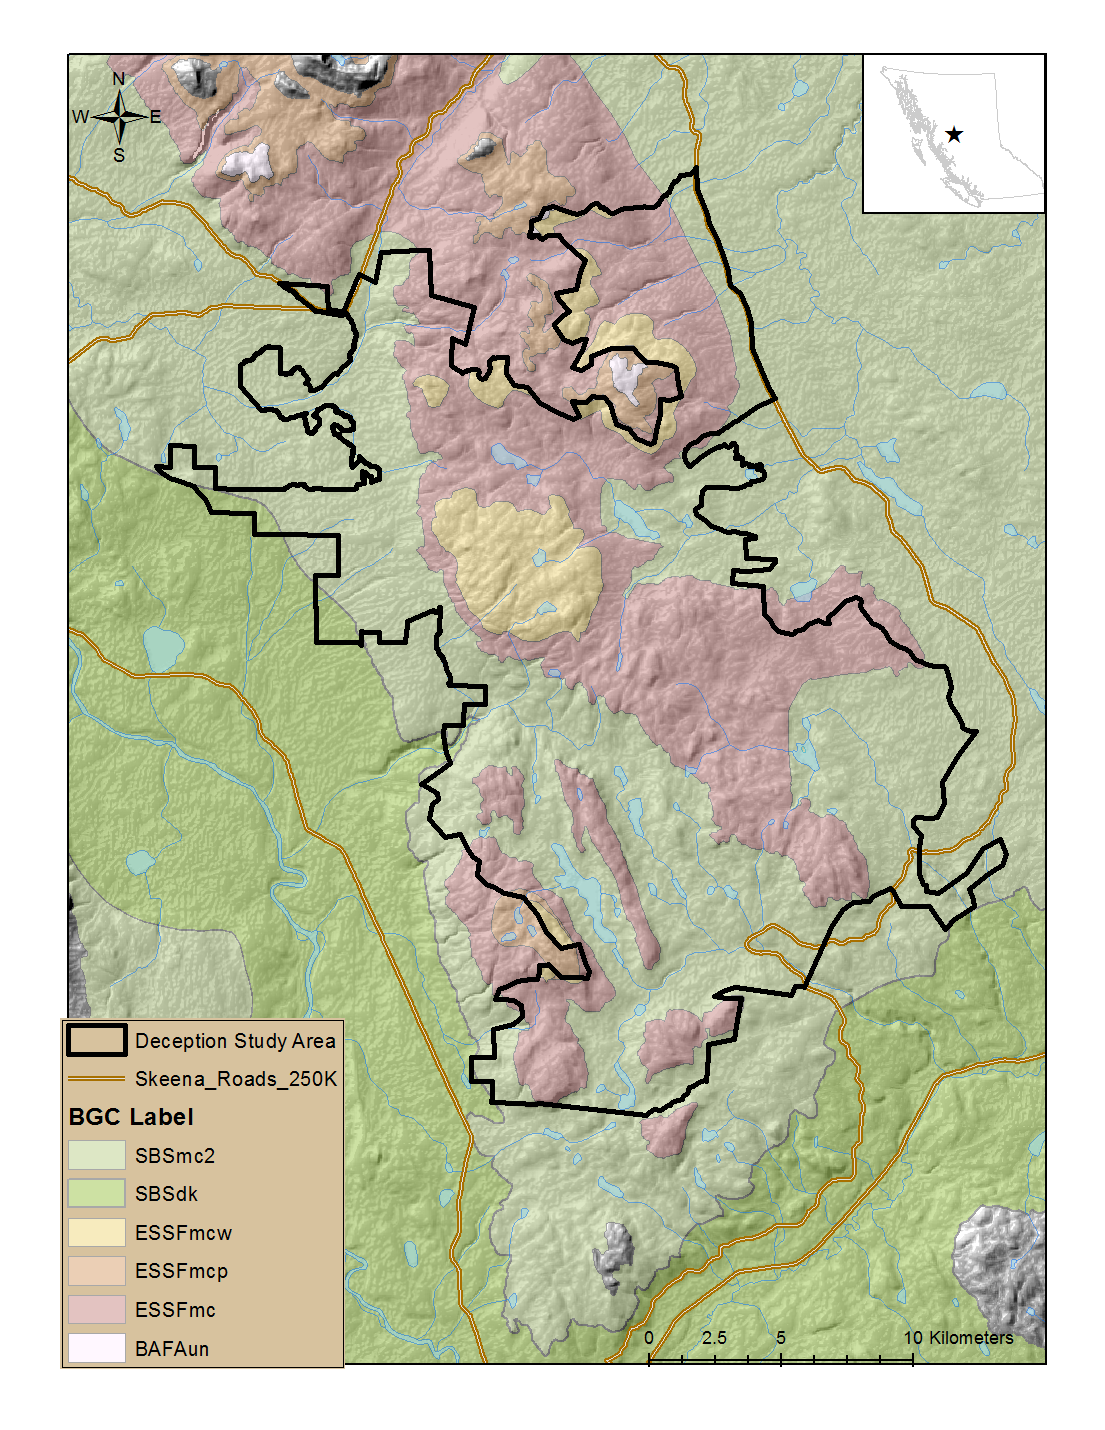 N
W E
S
Deception Study Area
Skeena_Roads_250K
BGC Label
SBSmc2
SBSdk
ESSFmcw
ESSFmcp
ESSFmc
BAFAun
0 2.5 5 10 Kilometers